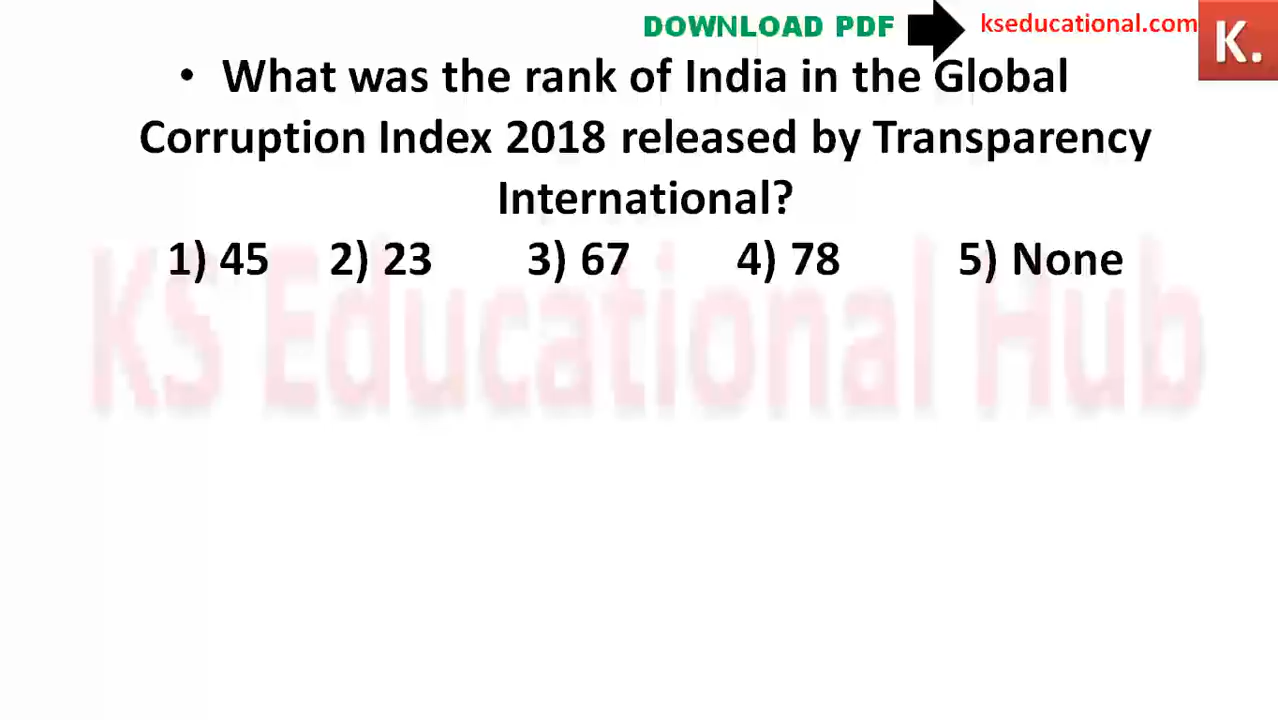 DOWNLOAD PDF kseducational.com K.
• What was the rank of India in the Global
Corruption Index 2018 released by Transparency
International?
1) 45 2) 23 3) 67 4) 78 5) None
KS Educational Hub